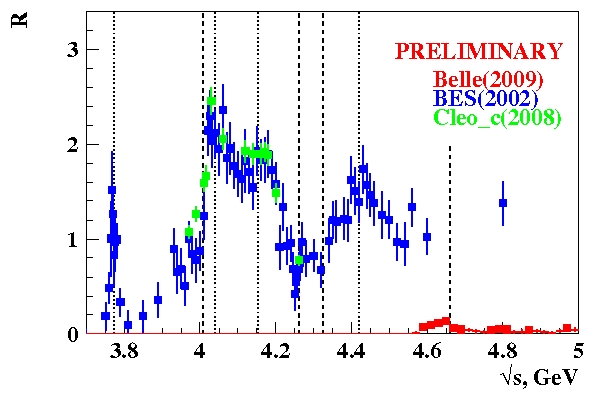 R
3
PRELIMINARY
Belle(2009)
BES(2002)
Cleo_c(2008)
2
1
0
3.8 4 4.2 4.4 4.6 4.8 5
√s, GeV